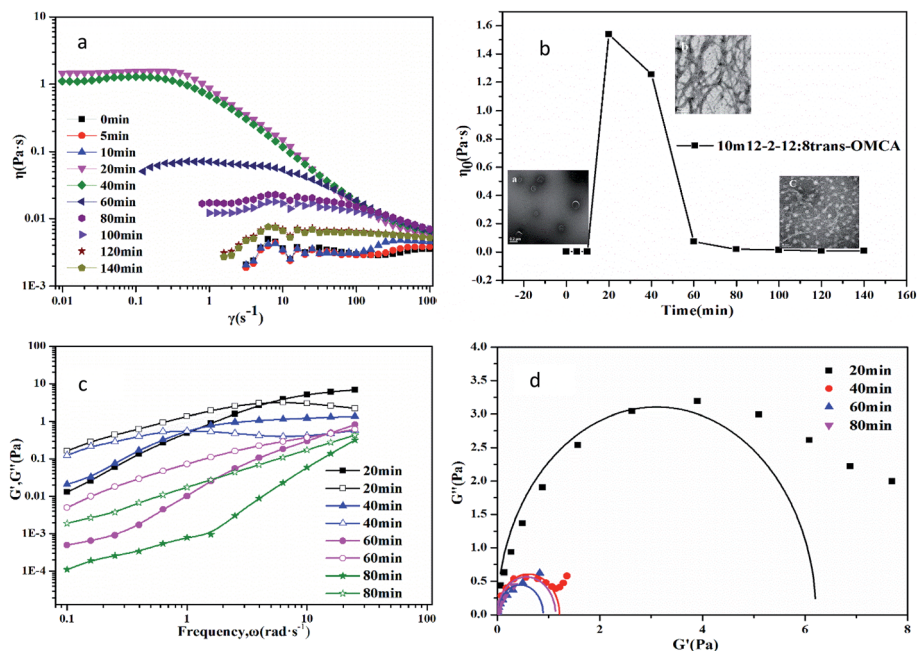 a
η(Pa·s)
10
1
0.1
0.01
1E-3
0min
5min
10min
20min
40min
60min
80min
100min
120min
140min
0.01 0.1 1 10 100 1000
γ(s⁻¹)
b
η₀(Pa·s)
1.6
1.4
1.2
1.0
0.8
0.6
0.4
0.2
0.0
-0.2
10m12-2-12:8trans-OMCA
a
b
C
-20 0 20 40 60 80 100 120 140 160
Time(min)
c
G',G''(Pa)
100
10
1
0.1
0.01
1E-3
1E-4
20min
20min
40min
40min
60min
60min
80min
80min
0.1 1 10 100
Frequency,ω(rad·s⁻¹)
d
G''(Pa)
4.0
3.5
3.0
2.5
2.0
1.5
1.0
0.5
0.0
20min
40min
60min
80min
0 2 4 6 8
G'(Pa)